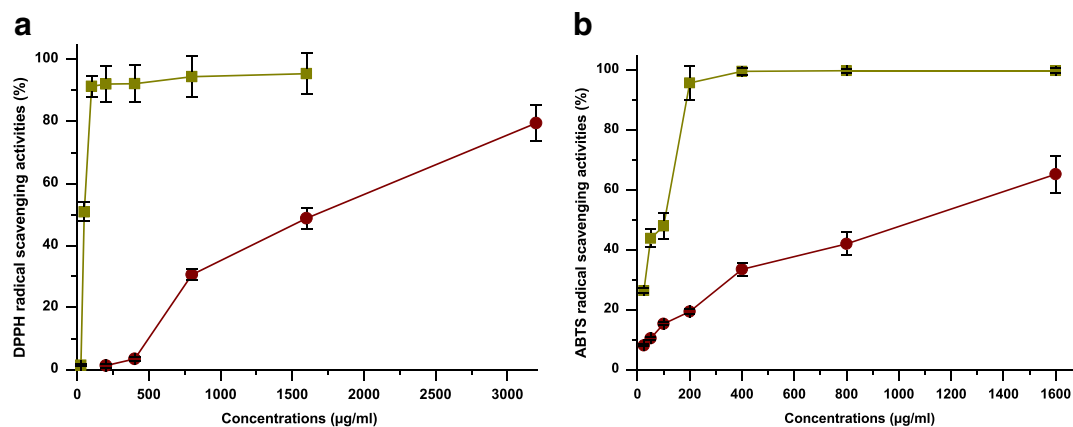 a
DPPH radical scavenging activities (%)
100
80
60
40
20
0
0 500 1000 1500 2000 2500 3000
Concentrations (µg/ml)
b
ABTS radical scavenging activities (%)
100
80
60
40
20
0
0 200 400 600 800 1000 1200 1400 1600
Concentrations (µg/ml)